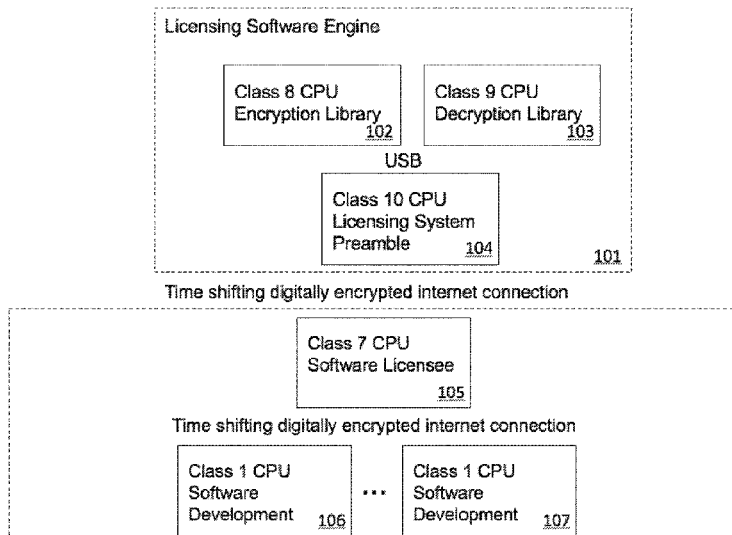 Licensing Software Engine
Class 8 CPU
Encryption Library
102
Class 9 CPU
Decryption Library
103
USB
Class 10 CPU
Licensing System
Preamble
104
101
Time shifting digitally encrypted internet connection
Class 7 CPU
Software Licensee
105
Time shifting digitally encrypted internet connection
Class 1 CPU
Software
Development
106
...
Class 1 CPU
Software
Development
107